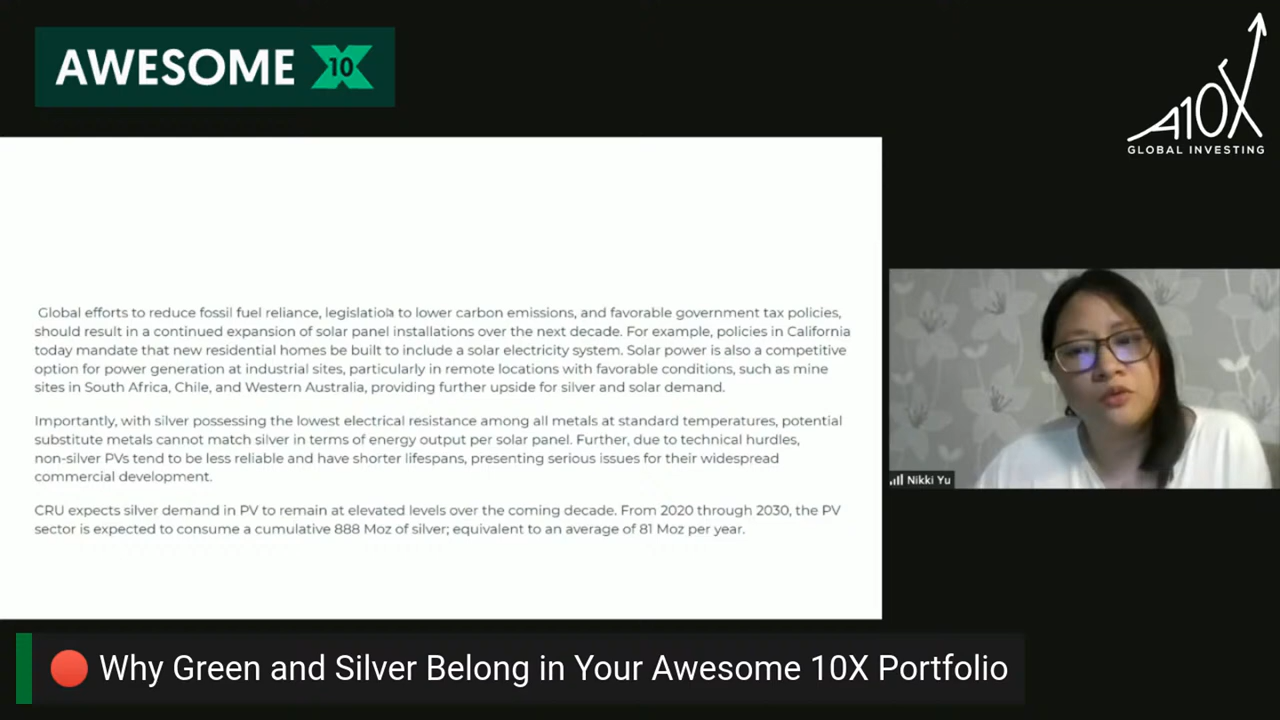 AWESOME 10X
A10X
GLOBAL INVESTING
Global efforts to reduce fossil fuel reliance, legislation to lower carbon emissions, and favorable government tax policies,
should result in a continued expansion of solar panel installations over the next decade. For example, policies in California
today mandate that new residential homes be built to include a solar electricity system. Solar power is also a competitive
option for power generation at industrial sites, particularly in remote locations with favorable conditions, such as mine
sites in South Africa, Chile, and Western Australia, providing further upside for silver and solar demand.
Importantly, with silver possessing the lowest electrical resistance among all metals at standard temperatures, potential
substitute metals cannot match silver in terms of energy output per solar panel. Further, due to technical hurdles,
non-silver PVs tend to be less reliable and have shorter lifespans, presenting serious issues for their widespread
commercial development.
CRU expects silver demand in PV to remain at elevated levels over the coming decade. From 2020 through 2030, the PV
sector is expected to consume a cumulative 888 Moz of silver; equivalent to an average of 81 Moz per year.
Nikki Yu
Why Green and Silver Belong in Your Awesome 10X Portfolio